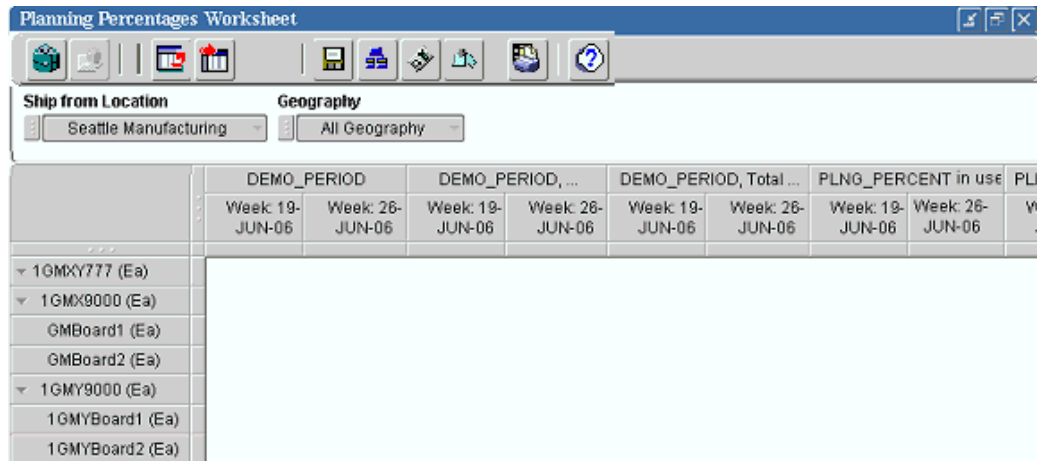 Planning Percentages Worksheet
Ship from Location Geography
Seattle Manufacturing All Geography
DEMO_PERIOD DEMO_PERIOD, ... DEMO_PERIOD, Total ... PLNG_PERCENT in use PL
Week: 19- Week: 26- Week: 19- Week: 26- Week: 19- Week: 26- Week: 19- Week: 26-
JUN-06 JUN-06 JUN-06 JUN-06 JUN-06 JUN-06 JUN-06 JUN-06
1GMXY777 (Ea)
1GMX9000 (Ea)
GMBoard1 (Ea)
GMBoard2 (Ea)
1GMY9000 (Ea)
1GMYBoard1 (Ea)
1GMYBoard2 (Ea)